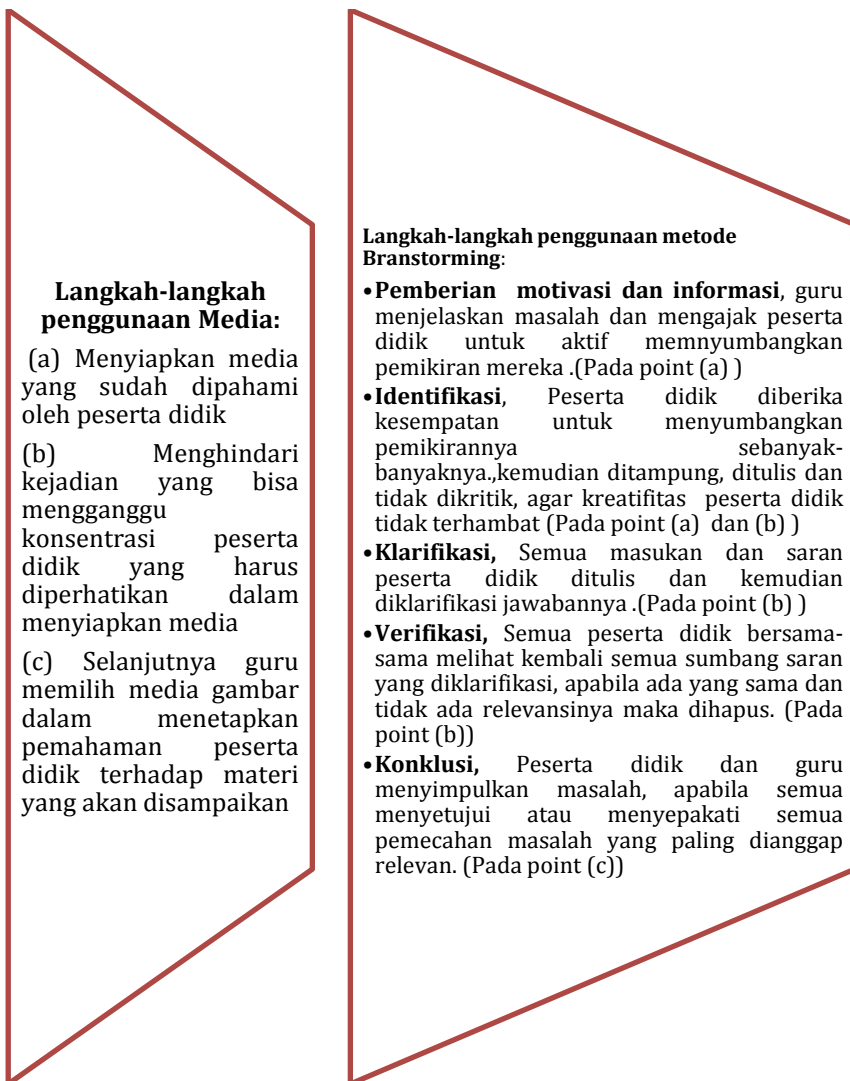 Langkah-langkah
penggunaan Media:
(a) Menyiapkan media
yang sudah dipahami
oleh peserta didik
(b) Menghindari
kejadian yang bisa
mengganggu
konsentrasi peserta
didik yang harus
diperhatikan dalam
menyiapkan media
(c) Selanjutnya guru
memilih media gambar
dalam menetapkan
pemahaman peserta
didik terhadap materi
yang akan disampaikan
Langkah-langkah penggunaan metode
Branstorming:
•Pemberian motivasi dan informasi, guru
menjelaskan masalah dan mengajak peserta
didik untuk aktif memnyumbangkan
pemikiran mereka .(Pada point (a) )
•Identifikasi, Peserta didik diberika
kesempatan untuk menyumbangkan
pemikirannya sebanyak-
banyaknya.,kemudian ditampung, ditulis dan
tidak dikritik, agar kreatifitas peserta didik
tidak terhambat (Pada point (a) dan (b) )
•Klarifikasi, Semua masukan dan saran
peserta didik ditulis dan kemudian
diklarifikasi jawabannya .(Pada point (b) )
•Verifikasi, Semua peserta didik bersama-
sama melihat kembali semua sumbang saran
yang diklarifikasi, apabila ada yang sama dan
tidak ada relevansinya maka dihapus. (Pada
point (b))
•Konklusi, Peserta didik dan guru
menyimpulkan masalah, apabila semua
menyetujui atau menyepakati semua
pemecahan masalah yang paling dianggap
relevan. (Pada point (c))